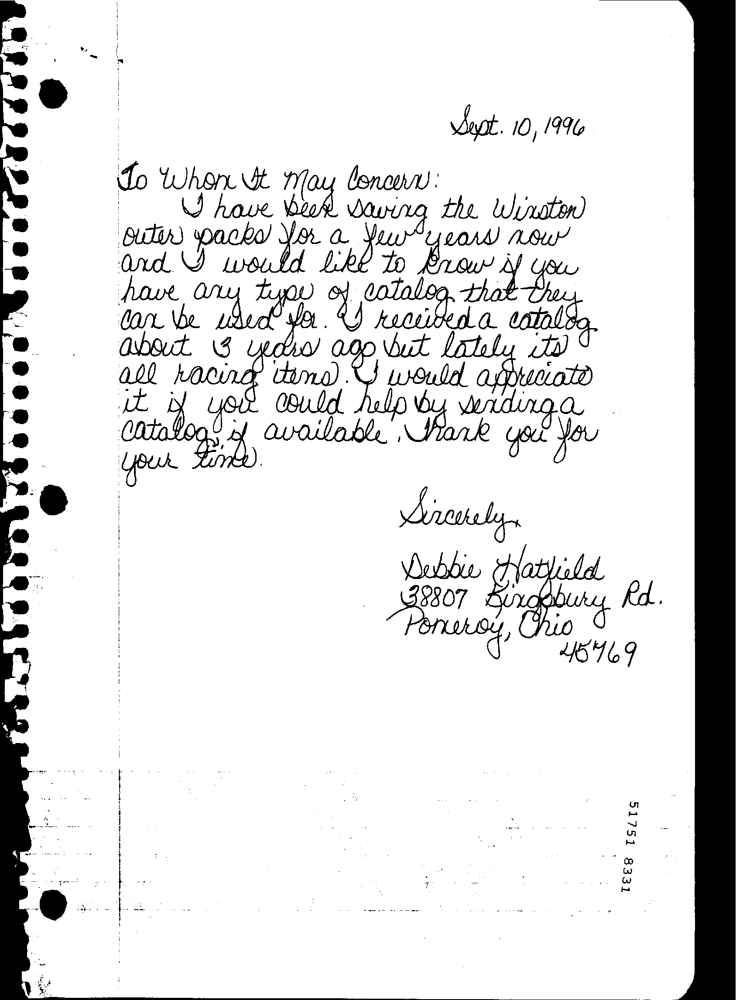 Sept. 10, 1996
To Whom It May Concern:
I have been saving the Winston
outer packs for a few years now
and I would like to know if you
have any type of catalog that they
can be used for. I received a catalog
about 3 years ago but lately its
all racing items. I would appreciate
it if you could help by sending a
catalog, if available. Thank you for
your time.
Sincerely,
Debbie Hatfield
38807 Kingsbury Rd.
Pomeroy, Ohio
45769
51751 8331